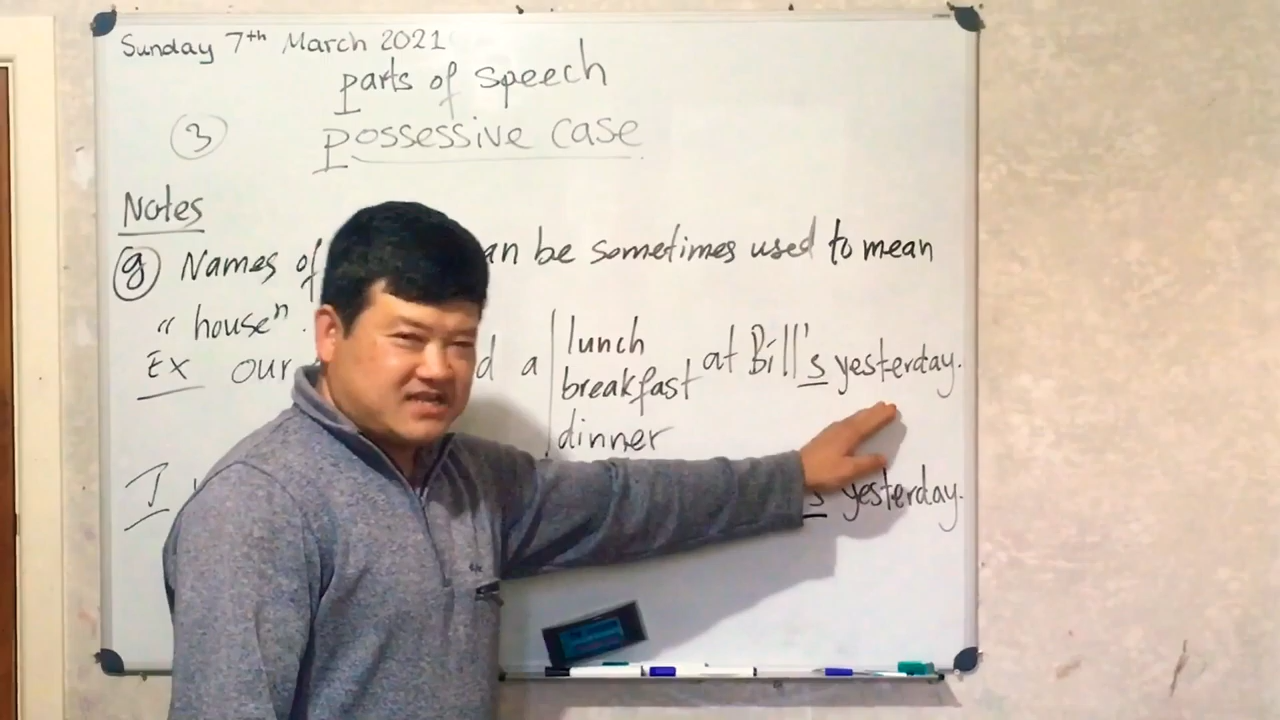 Sunday 7th March 2021
parts of speech
3 possessive case
Notes
g Names of an be sometimes used to mean
"house".
Ex our d a lunch at Bill's yesterday.
breakfast
dinner
I s yesterday.